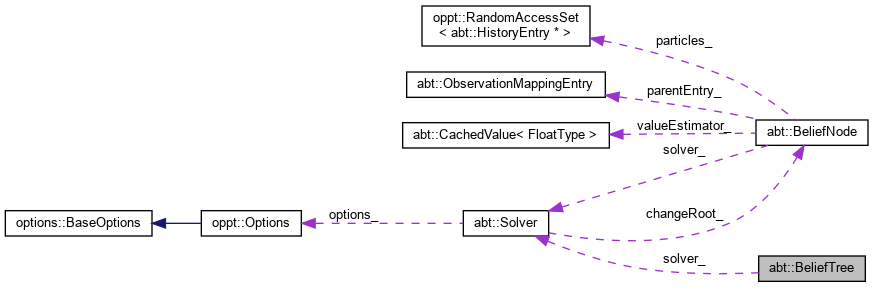 oppt::RandomAccessSet
< abt::HistoryEntry * >
particles_
abt::ObservationMappingEntry
parentEntry_
abt::CachedValue< FloatType >
valueEstimator_
abt::BeliefNode
solver_
options::BaseOptions
oppt::Options
options_
abt::Solver
changeRoot_
solver_
abt::BeliefTree